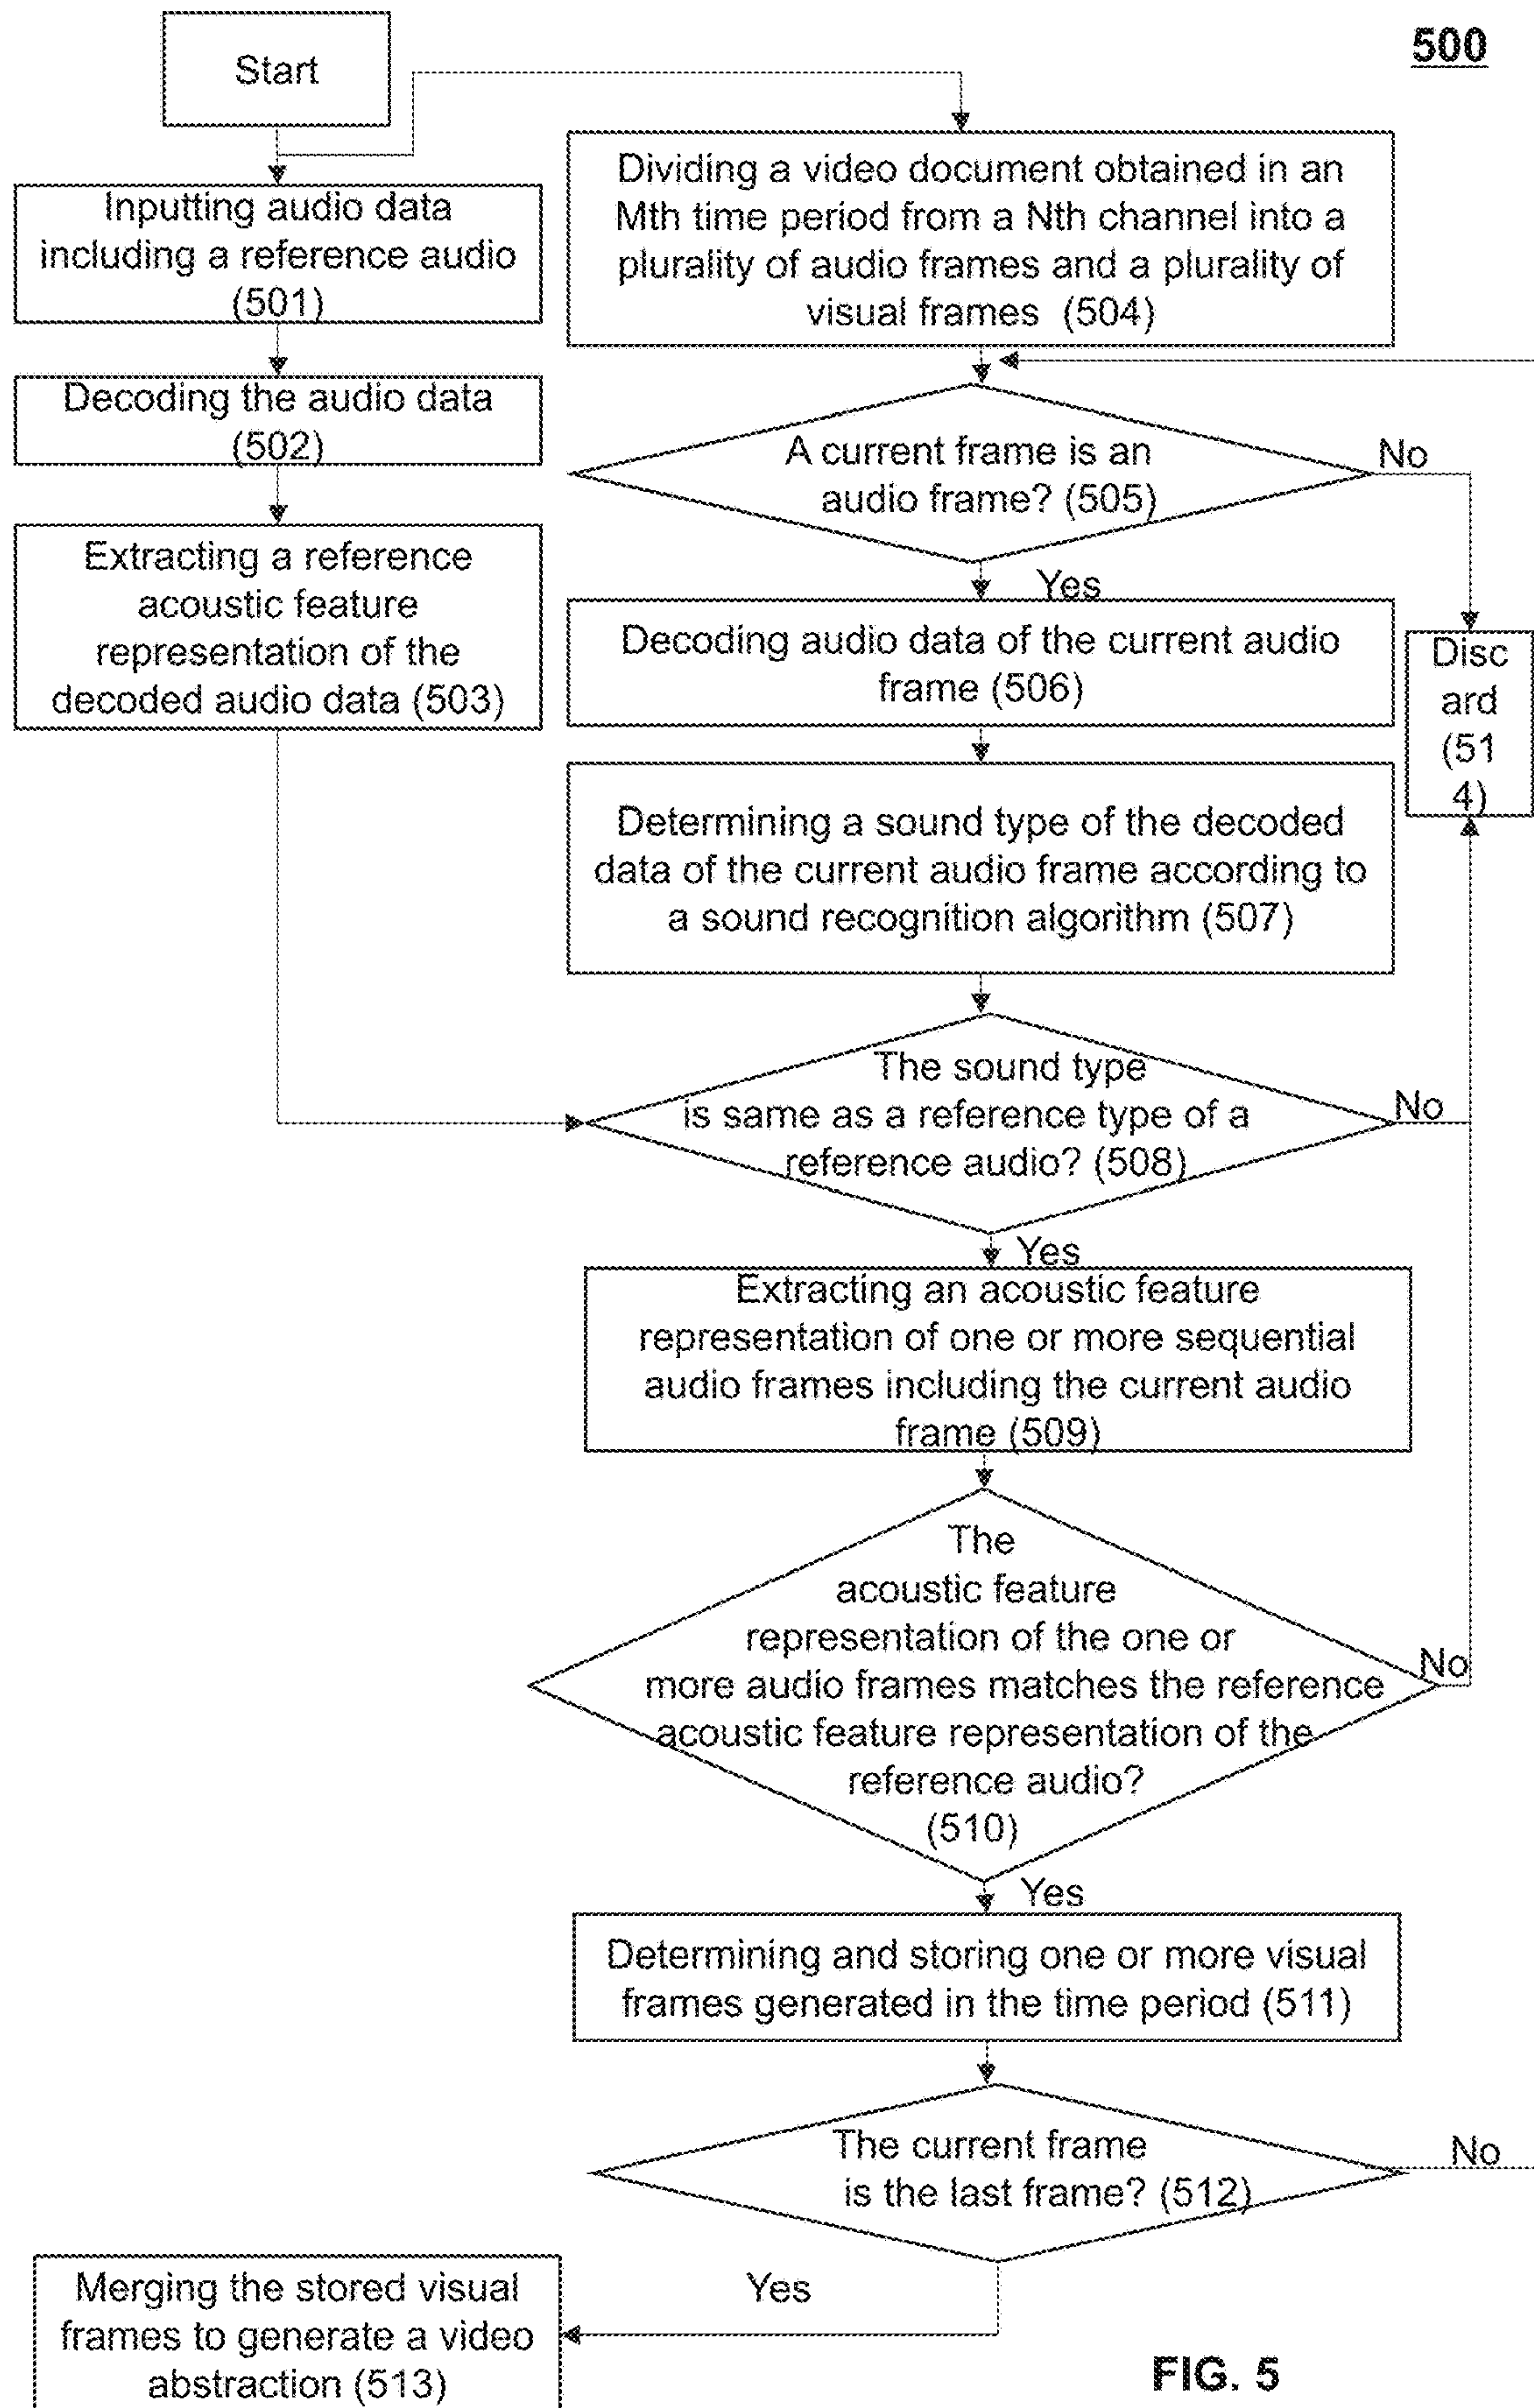 500
Start
Inputting audio data
including a reference audio
(501)
Decoding the audio data
(502)
Extracting a reference
acoustic feature
representation of the
decoded audio data (503)
Dividing a video document obtained in an
Mth time period from a Nth channel into a
plurality of audio frames and a plurality of
visual frames (504)
A current frame is an
audio frame? (505)
No
Yes
Decoding audio data of the current audio
frame (506)
Disc
ard
(51
4)
Determining a sound type of the decoded
data of the current audio frame according to
a sound recognition algorithm (507)
The sound type
is same as a reference type of a
reference audio? (508)
No
Yes
Extracting an acoustic feature
representation of one or more sequential
audio frames including the current audio
frame (509)
The
acoustic feature
representation of the one or
more audio frames matches the reference
acoustic feature representation of the
reference audio?
(510)
No
Yes
Determining and storing one or more visual
frames generated in the time period (511)
The current frame
is the last frame? (512)
No
Yes
Merging the stored visual
frames to generate a video
abstraction (513)
FIG. 5